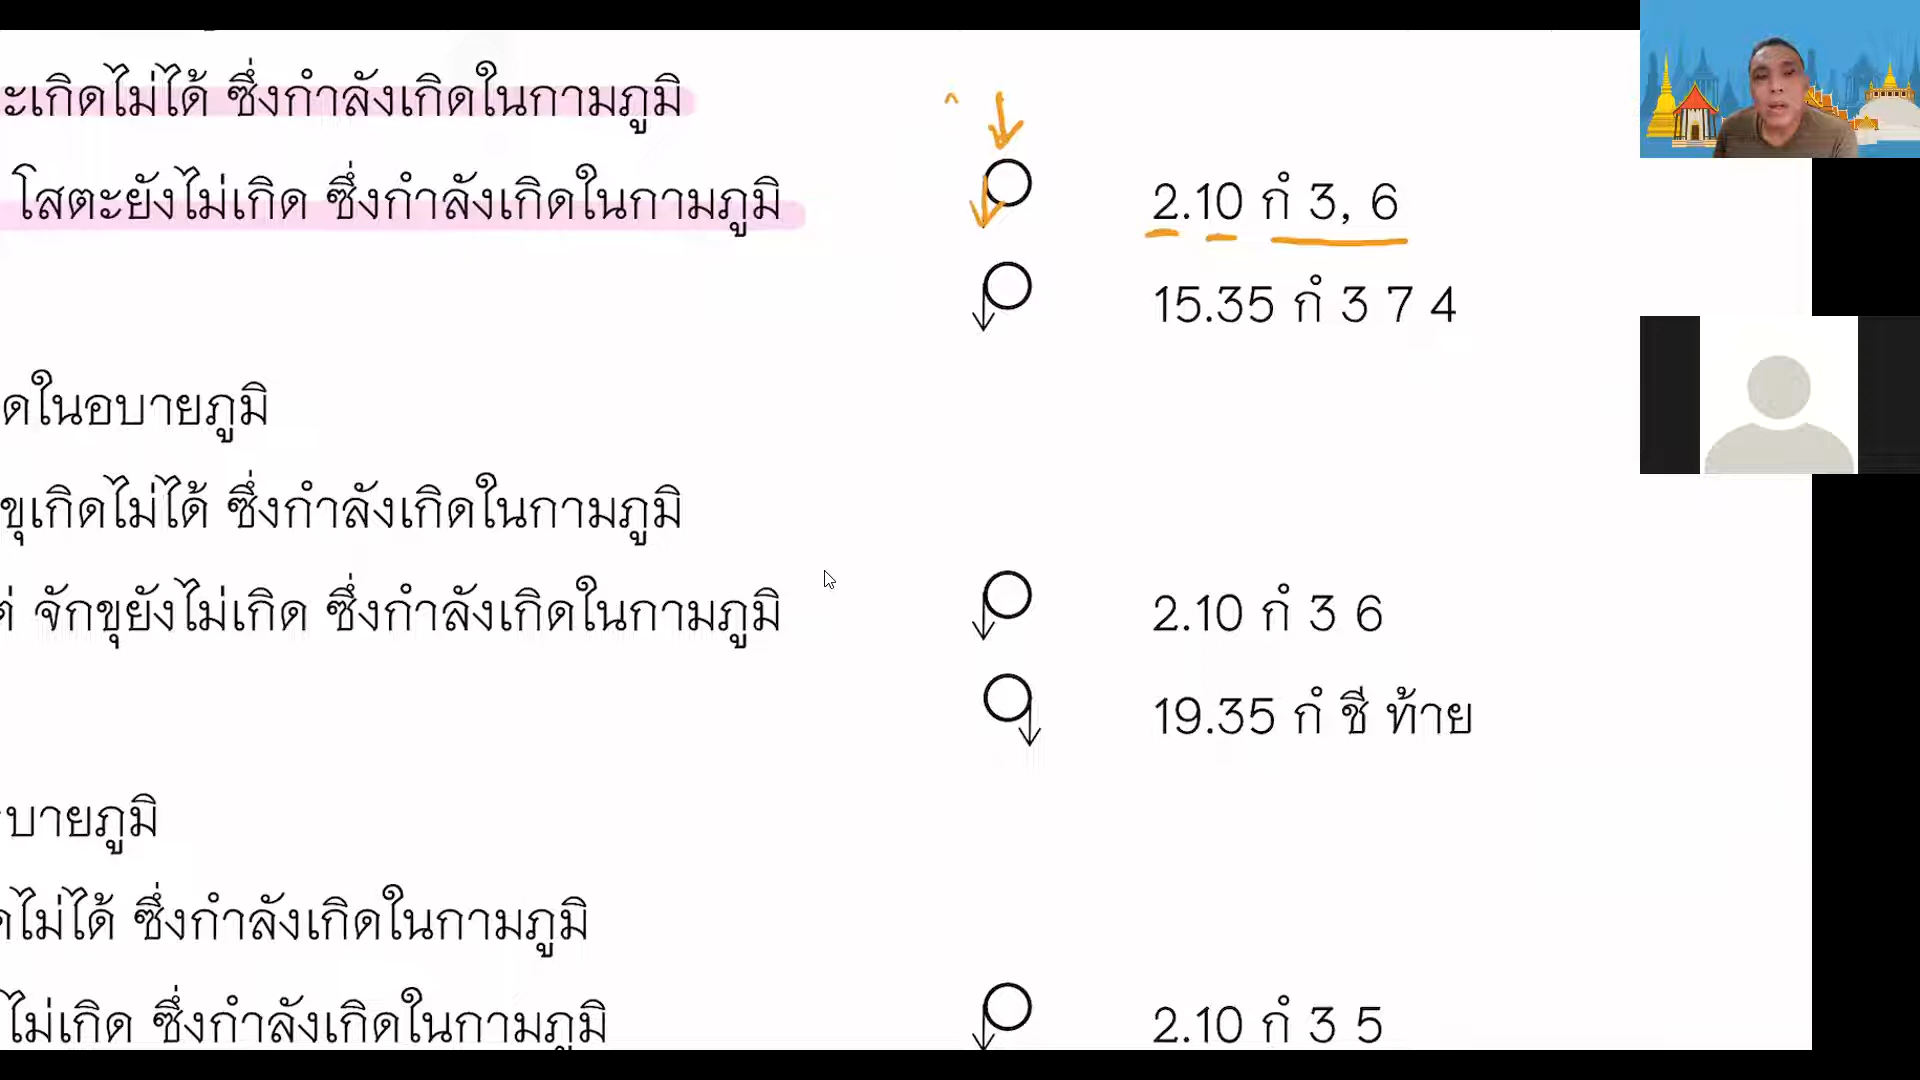 ะเกิดไม่ได้ ซึ่งกำลังเกิดในกามภูมิ
โสตะยังไม่เกิด ซึ่งกำลังเกิดในกามภูมิ 2.10 กํ 3, 6
15.35 กํ 3 7 4
ดในอบายภูมิ
ขุเกิดไม่ได้ ซึ่งกำลังเกิดในกามภูมิ
ต่ จักขุยังไม่เกิด ซึ่งกำลังเกิดในกามภูมิ 2.10 กํ 3 6
19.35 กํ ชี ท้าย
บายภูมิ
ดไม่ได้ ซึ่งกำลังเกิดในกามภูมิ
ไม่เกิด ซึ่งกำลังเกิดในกามภูมิ 2.10 กํ 3 5